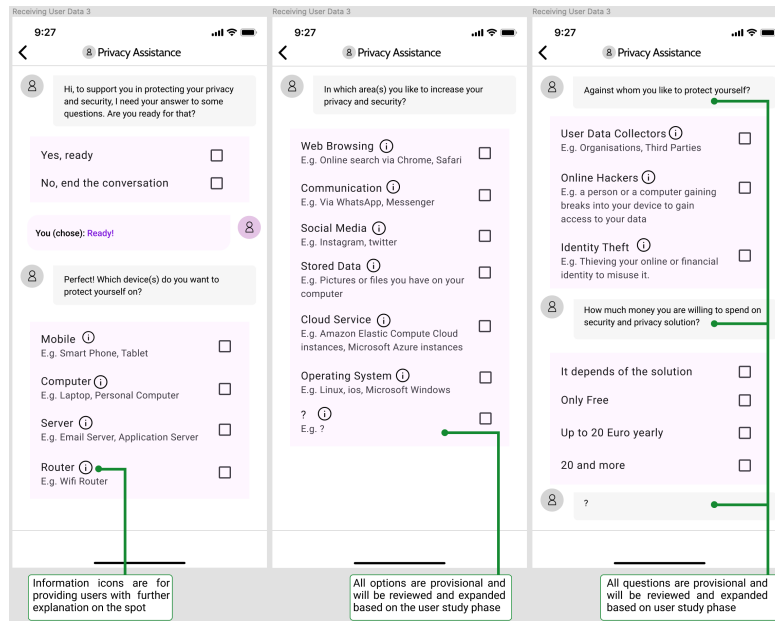 Receiving User Data 3
9:27
Privacy Assistance
Hi, to support you in protecting your privacy
and security, I need your answer to some
questions. Are you ready for that?
Yes, ready
No, end the conversation
You (chose): Ready!
Perfect! Which device(s) do you want to
protect yourself on?
Mobile
E.g. Smart Phone, Tablet
Computer
E.g. Laptop, Personal Computer
Server
E.g. Email Server, Application Server
Router
E.g. Wifi Router
Information icons are for
providing users with further
explanation on the spot
Receiving User Data 3
9:27
Privacy Assistance
In which area(s) you like to increase your
privacy and security?
Web Browsing
E.g. Online search via Chrome, Safari
Communication
E.g. Via WhatsApp, Messenger
Social Media
E.g. Instagram, twitter
Stored Data
E.g. Pictures or files you have on your
computer
Cloud Service
E.g. Amazon Elastic Compute Cloud
instances, Microsoft Azure instances
Operating System
E.g. Linux, ios, Microsoft Windows
?
E.g. ?
All options are provisional and
will be reviewed and expanded
based on the user study phase
Receiving User Data 3
9:27
Privacy Assistance
Against whom you like to protect yourself?
User Data Collectors
E.g. Organisations, Third Parties
Online Hackers
E.g. a person or a computer gaining
breaks into your device to gain
access to your data
Identity Theft
E.g. Thieving your online or financial
identity to misuse it.
How much money you are willing to spend on
security and privacy solution?
It depends of the solution
Only Free
Up to 20 Euro yearly
20 and more
?
All questions are provisional and
will be reviewed and expanded
based on user study phase